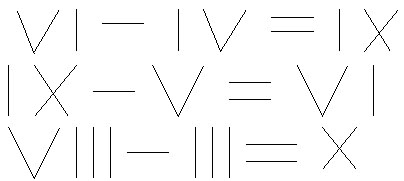 VI - IV = IX
IX - V = VI
VIII - III = X